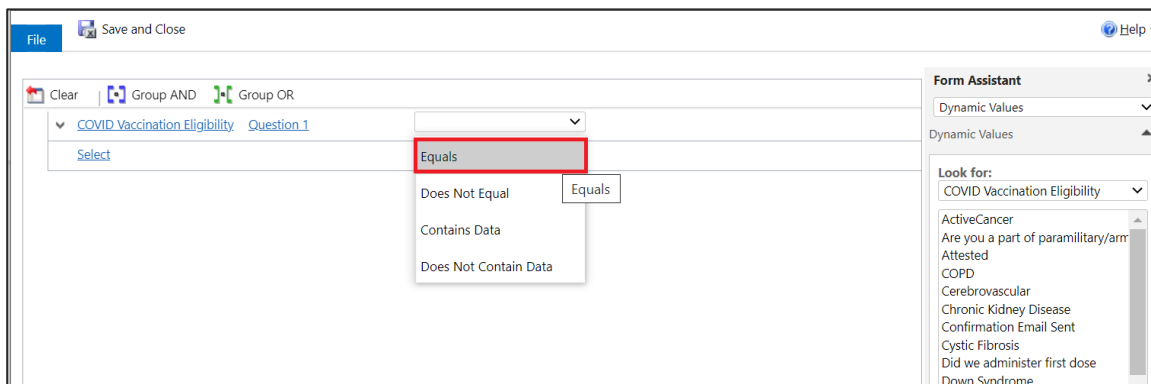 File
Save and Close
Help
Clear
Group AND
Group OR
COVID Vaccination Eligibility Question 1
Select
Equals
Equals
Does Not Equal
Contains Data
Does Not Contain Data
Form Assistant
Dynamic Values
Dynamic Values
Look for:
COVID Vaccination Eligibility
ActiveCancer
Are you a part of paramilitary/arm
Attested
COPD
Cerebrovascular
Chronic Kidney Disease
Confirmation Email Sent
Cystic Fibrosis
Did we administer first dose
Down Syndrome